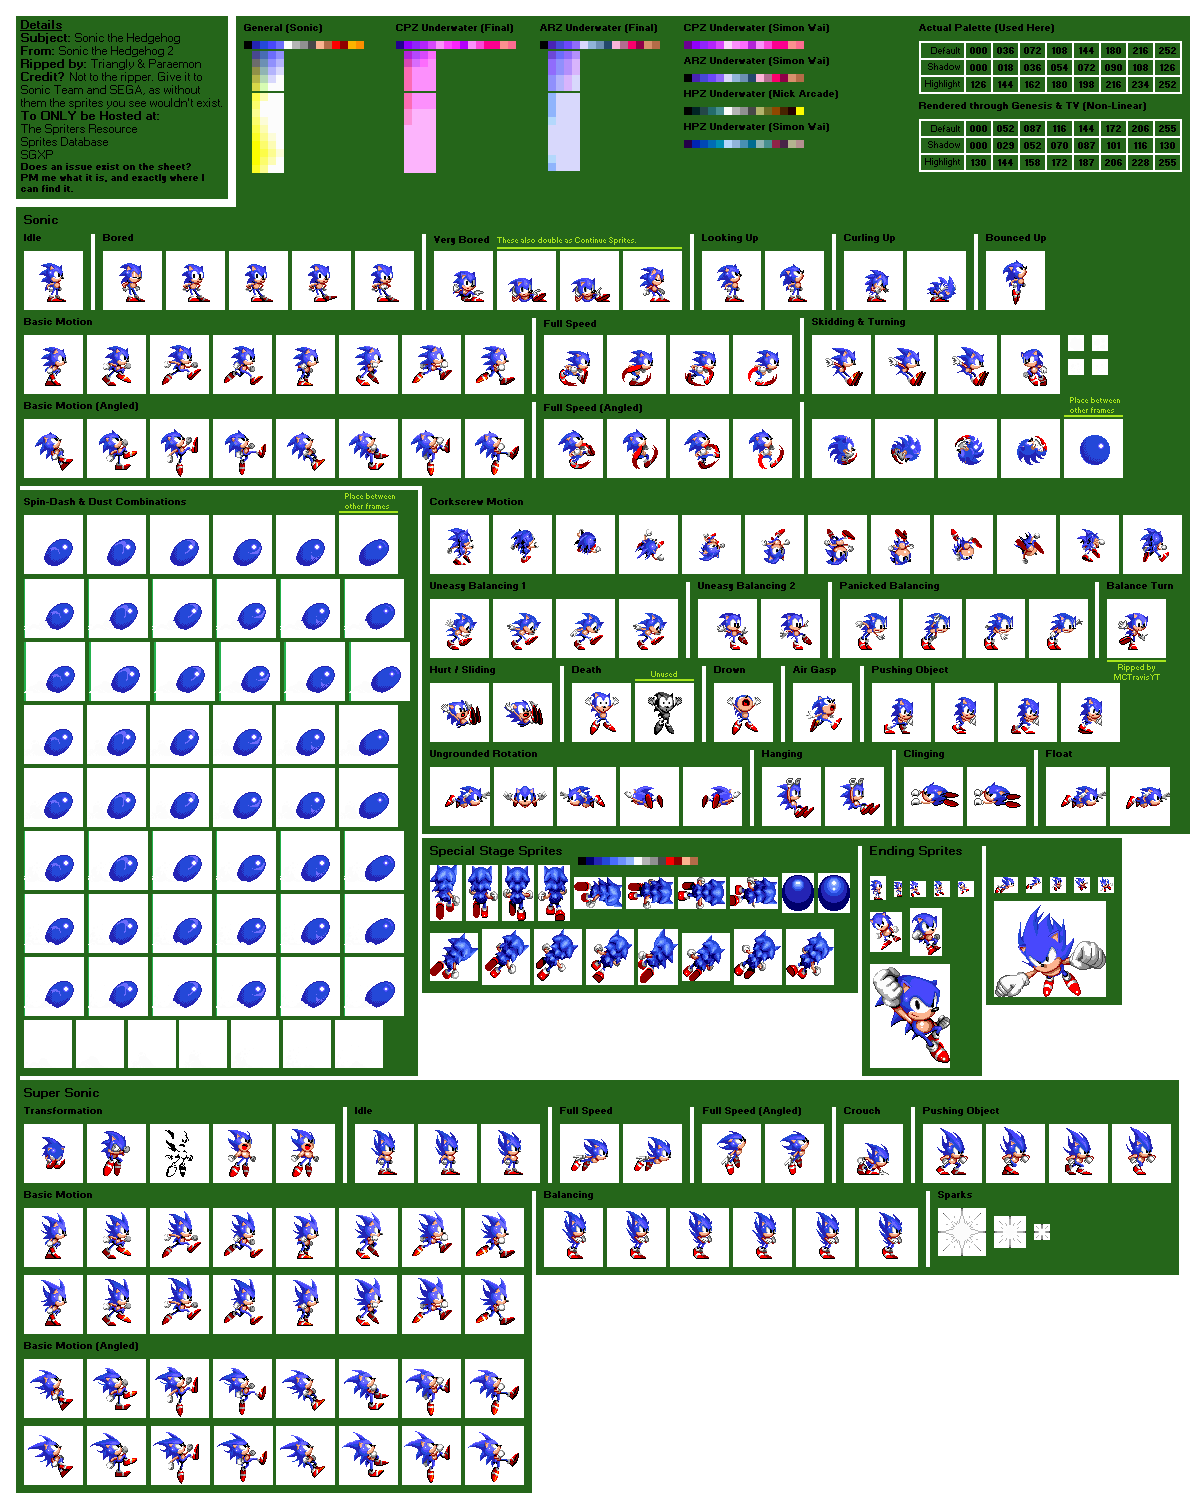 Details
Subject: Sonic the Hedgehog
From: Sonic the Hedgehog 2
Ripped by: Triangly & Paraemon
Credit? Not to the ripper. Give it to
Sonic Team and SEGA, as without
them the sprites you see wouldn't exist.
To ONLY be Hosted at:
The Spriters Resource
Sprites Database
SGXP
Does an issue exist on the sheet?
PM me what it is, and exactly where I
can find it.
General (Sonic)
CPZ Underwater (Final)
ARZ Underwater (Final)
CPZ Underwater (Simon Wai)
ARZ Underwater (Simon Wai)
HPZ Underwater (Nick Arcade)
HPZ Underwater (Simon Wai)
Actual Palette (Used Here)
Default 000 036 072 108 144 180 216 252
Shadow 000 018 036 054 072 090 108 126
Highlight 126 144 162 180 198 216 234 252
Rendered through Genesis & TV (Non-Linear)
Default 000 052 087 116 144 172 206 255
Shadow 000 029 052 070 087 101 116 130
Highlight 130 144 158 172 187 206 228 255
Sonic
Idle
Bored
Very Bored
These also double as Continue Sprites.
Looking Up
Curling Up
Bounced Up
Basic Motion
Full Speed
Skidding & Turning
Basic Motion (Angled)
Full Speed (Angled)
Place between
other frames
Spin-Dash & Dust Combinations
Place between
other frames
Corkscrew Motion
Uneasy Balancing 1
Uneasy Balancing 2
Panicked Balancing
Balance Turn
Ripped by
MCTravisYT
Hurt / Sliding
Death
Unused
Drown
Air Gasp
Pushing Object
Ungrounded Rotation
Hanging
Clinging
Float
Special Stage Sprites
Ending Sprites
Super Sonic
Transformation
Idle
Full Speed
Full Speed (Angled)
Crouch
Pushing Object
Basic Motion
Balancing
Sparks
Basic Motion (Angled)